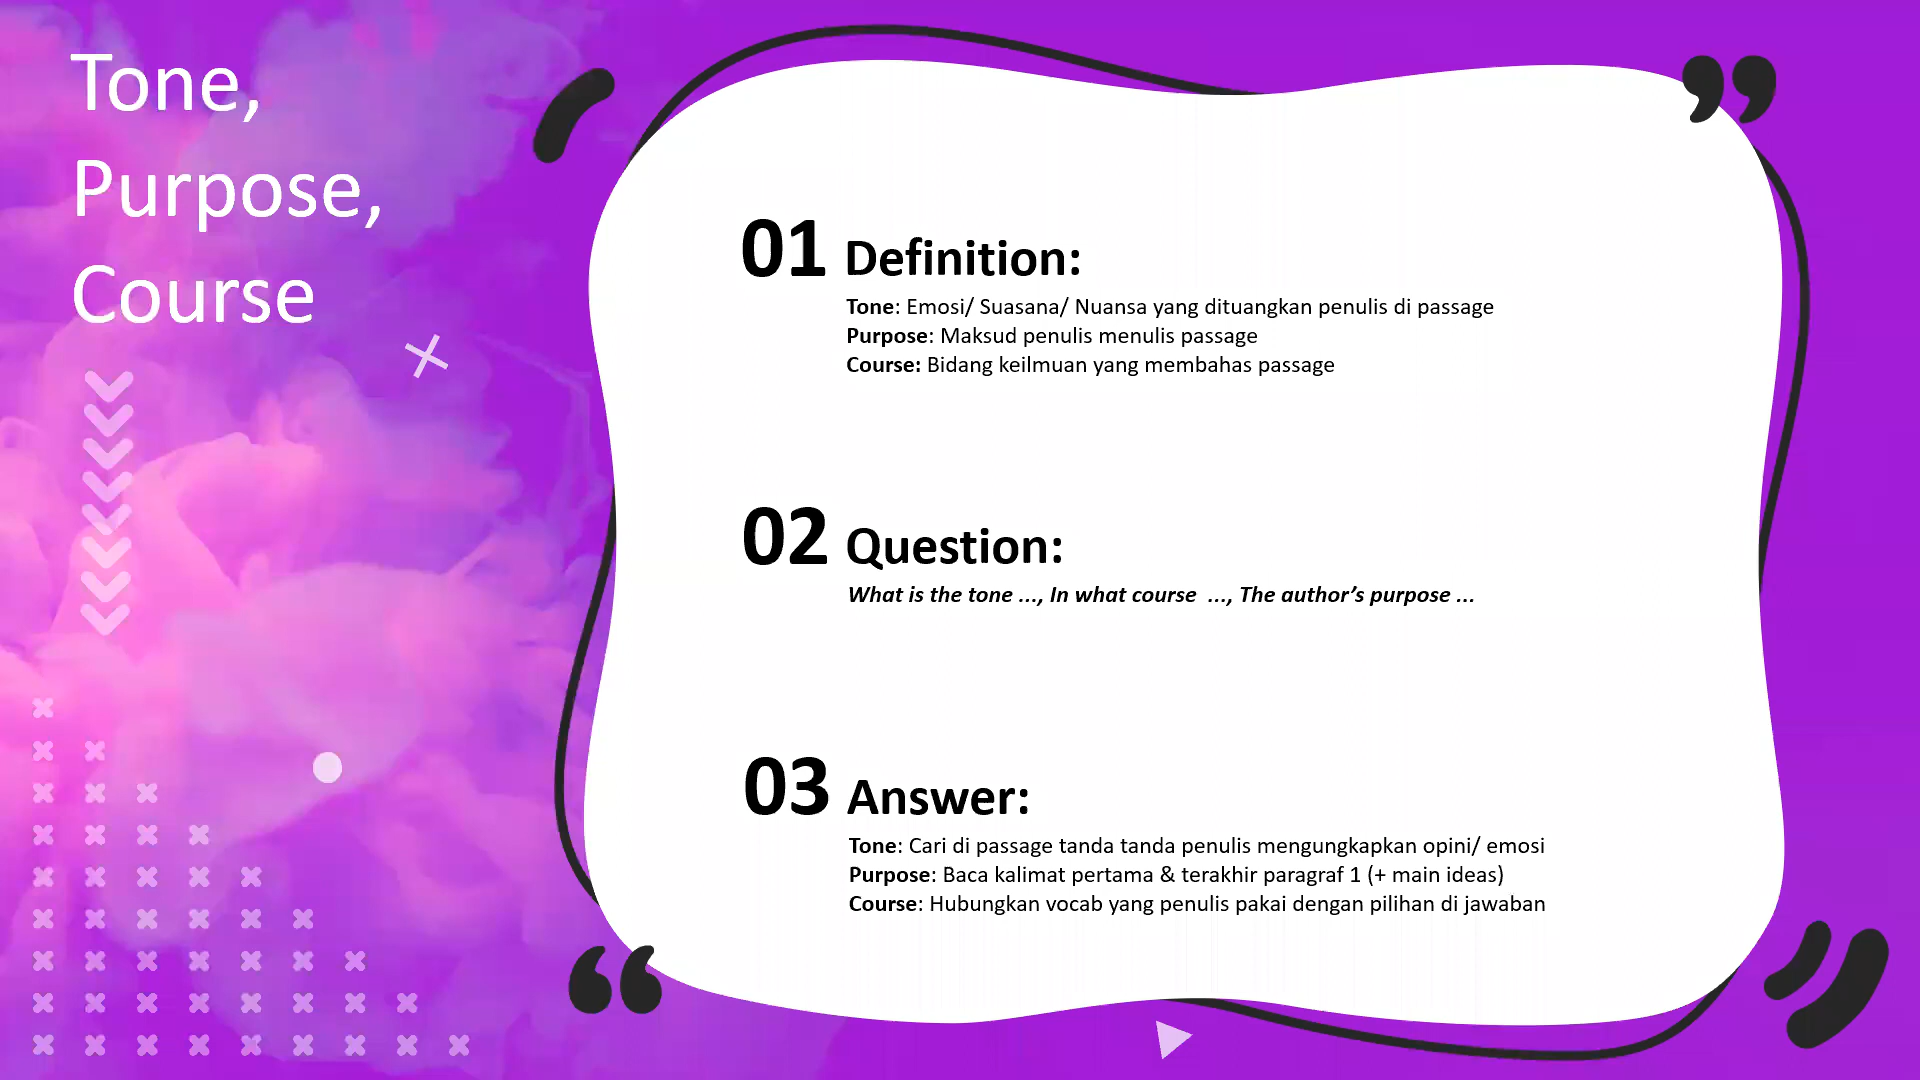 Tone,
Purpose,
Course
01 Definition:
Tone: Emosi/ Suasana/ Nuansa yang dituangkan penulis di passage
Purpose: Maksud penulis menulis passage
Course: Bidang keilmuan yang membahas passage
02 Question:
What is the tone ..., In what course  ..., The author’s purpose ...
03 Answer:
Tone: Cari di passage tanda tanda penulis mengungkapkan opini/ emosi
Purpose: Baca kalimat pertama & terakhir paragraf 1 (+ main ideas)
Course: Hubungkan vocab yang penulis pakai dengan pilihan di jawaban